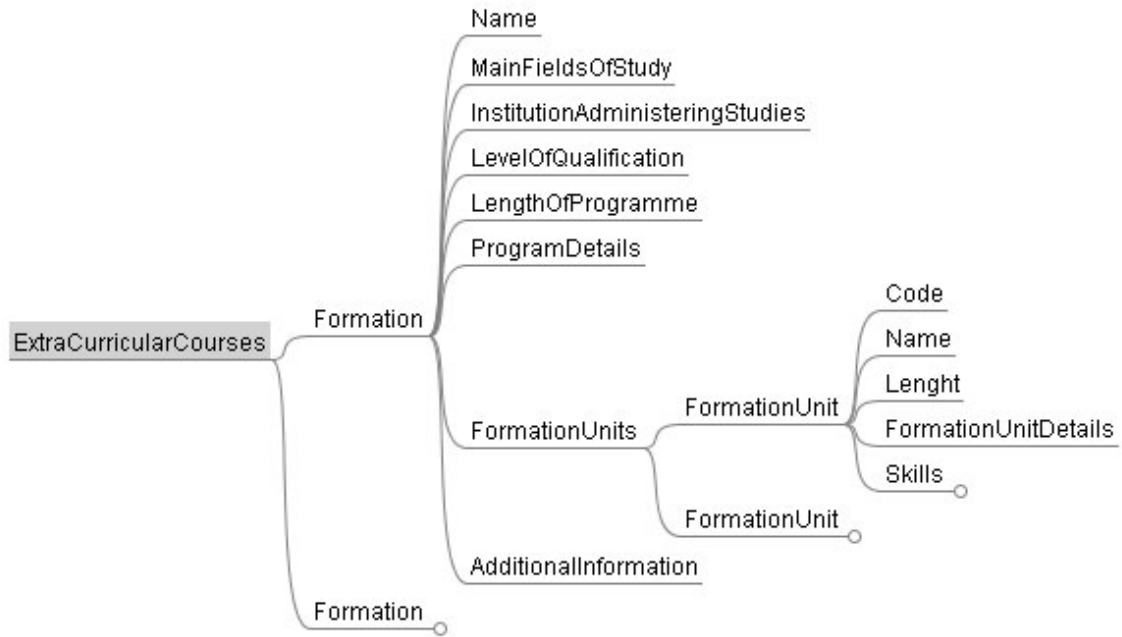 Name
MainFieldsOfStudy
InstitutionAdministeringStudies
LevelOfQualification
LengthOfProgramme
ProgramDetails
Code
Formation
Name
ExtraCurricularCourses
Lenght
FormationUnit
FormationUnits
FormationUnitDetails
Skills
FormationUnit
AdditionalInformation
Formation